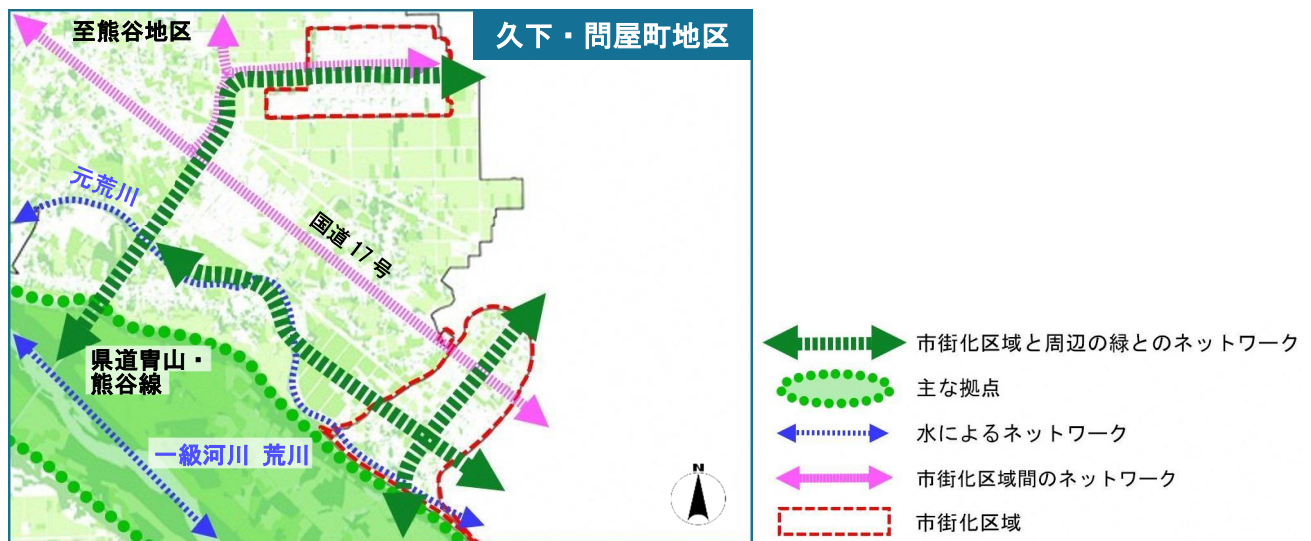 久下・問屋町地区
至熊谷地区
元荒川
国道17号
県道冑山・
熊谷線
一級河川 荒川
N
市街化区域と周辺の緑とのネットワーク
主な拠点
水によるネットワーク
市街化区域間のネットワーク
市街化区域